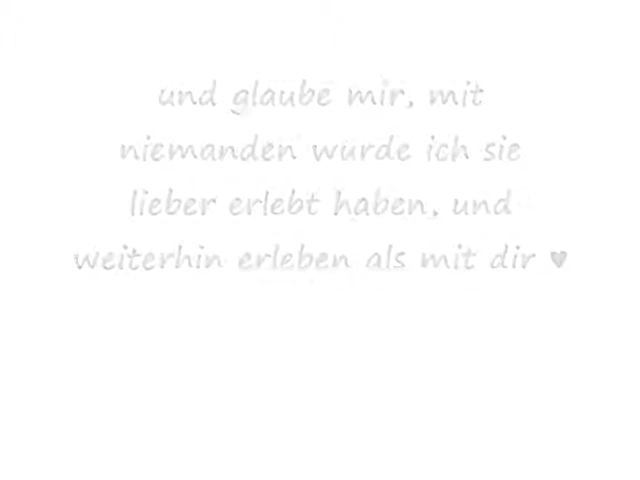 und glaube mir, mit
niemanden würde ich sie
lieber erlebt haben, und
weiterhin erleben als mit dir ♥